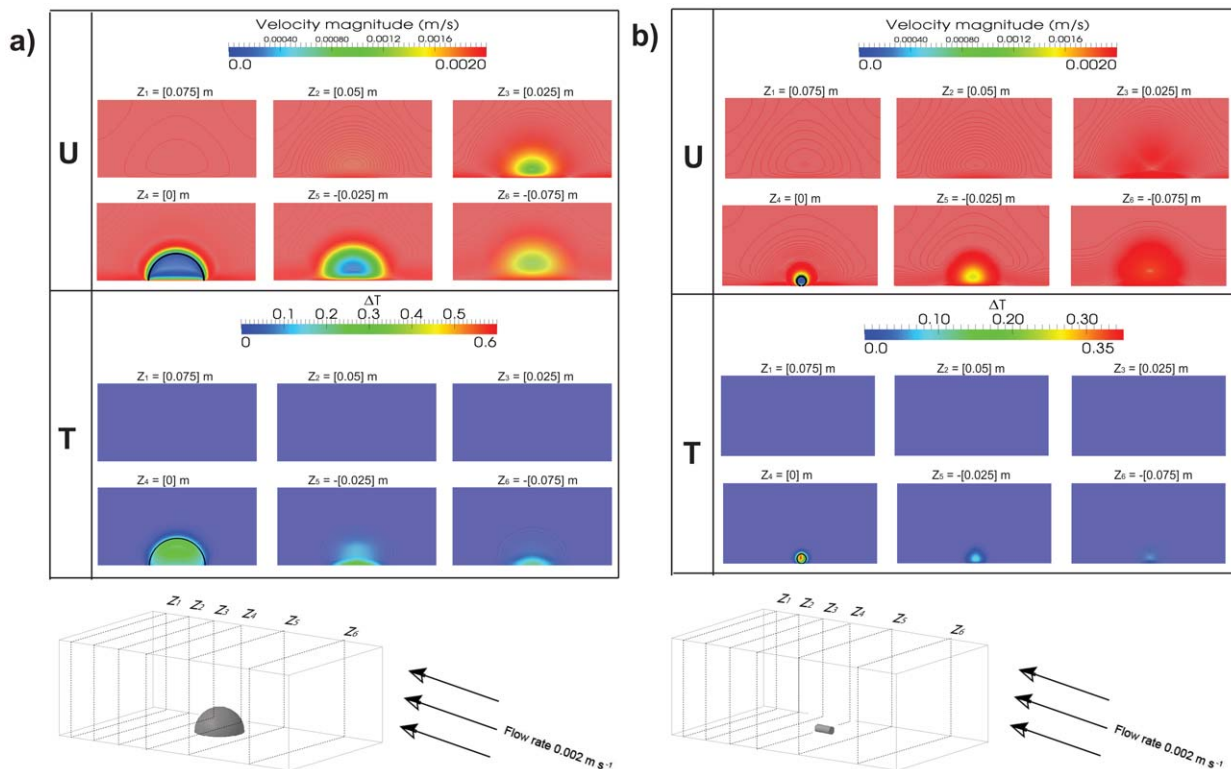 a)
Velocity magnitude (m/s)
0.00040 0.00080 0.0012 0.0016
0.0 0.0020
Z1 = [0.075] m Z2 = [0.05] m Z3 = [0.025] m
U
Z4 = [0] m Z5 = -[0.025] m Z6 = -[0.075] m
ΔT
0.1 0.2 0.3 0.4 0.5
0 0.6
Z1 = [0.075] m Z2 = [0.05] m Z3 = [0.025] m
T
Z4 = [0] m Z5 = -[0.025] m Z6 = -[0.075] m
Z1 Z2 Z3 Z4 Z5 Z6
Flow rate 0.002 m s-1
b)
Velocity magnitude (m/s)
0.00040 0.00080 0.0012 0.0016
0.0 0.0020
Z1 = [0.075] m Z2 = [0.05] m Z3 = [0.025] m
U
Z4 = [0] m Z5 = -[0.025] m Z6 = -[0.075] m
ΔT
0.10 0.20 0.30
0.0 0.35
Z1 = [0.075] m Z2 = [0.05] m Z3 = [0.025] m
T
Z4 = [0] m Z5 = -[0.025] m Z6 = -[0.075] m
Z1 Z2 Z3 Z4 Z5 Z6
Flow rate 0.002 m s-1